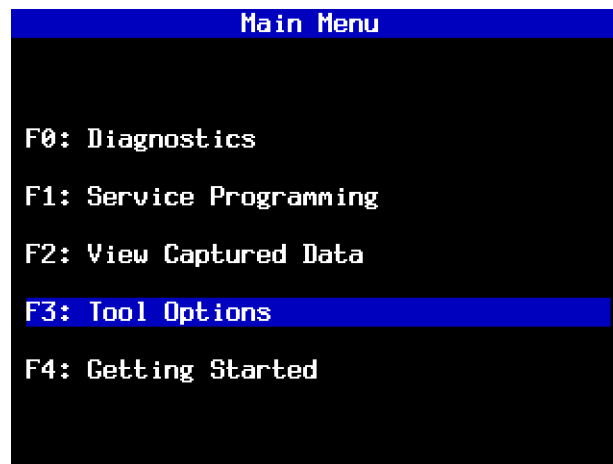 Main Menu
F0: Diagnostics
F1: Service Programming
F2: View Captured Data
F3: Tool Options
F4: Getting Started